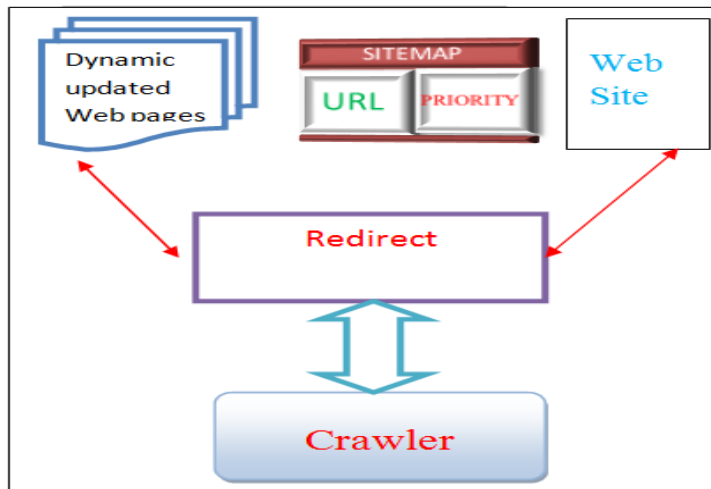 Dynamic
updated
Web pages
SITEMAP
URL
PRIORITY
Web
Site
Redirect
Crawler